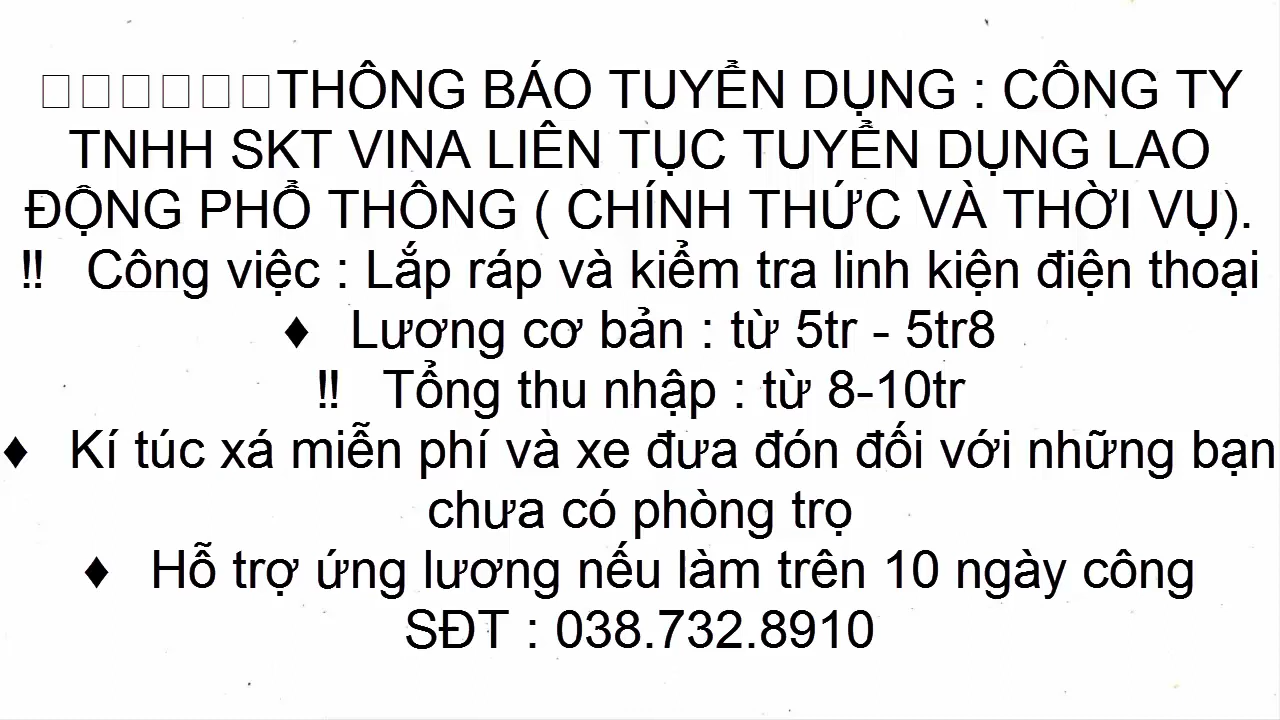 □□□□□□THÔNG BÁO TUYỂN DỤNG : CÔNG TY
TNHH SKT VINA LIÊN TỤC TUYỂN DỤNG LAO
ĐỘNG PHỔ THÔNG ( CHÍNH THỨC VÀ THỜI VỤ).
‼ Công việc : Lắp ráp và kiểm tra linh kiện điện thoại
♦ Lương cơ bản : từ 5tr - 5tr8
‼ Tổng thu nhập : từ 8-10tr
♦ Kí túc xá miễn phí và xe đưa đón đối với những bạn
chưa có phòng trọ
♦ Hỗ trợ ứng lương nếu làm trên 10 ngày công
SĐT : 038.732.8910